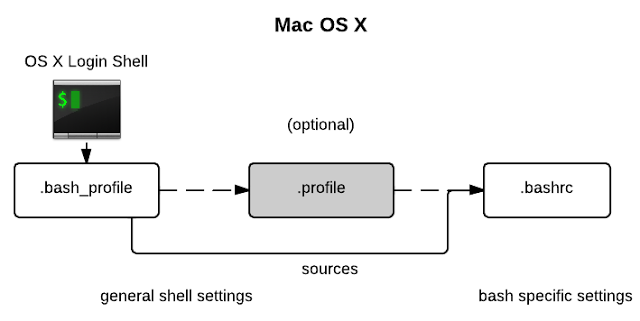 Mac OS X
OS X Login Shell
$
(optional)
.bash_profile
.profile
.bashrc
sources
general shell settings
bash specific settings